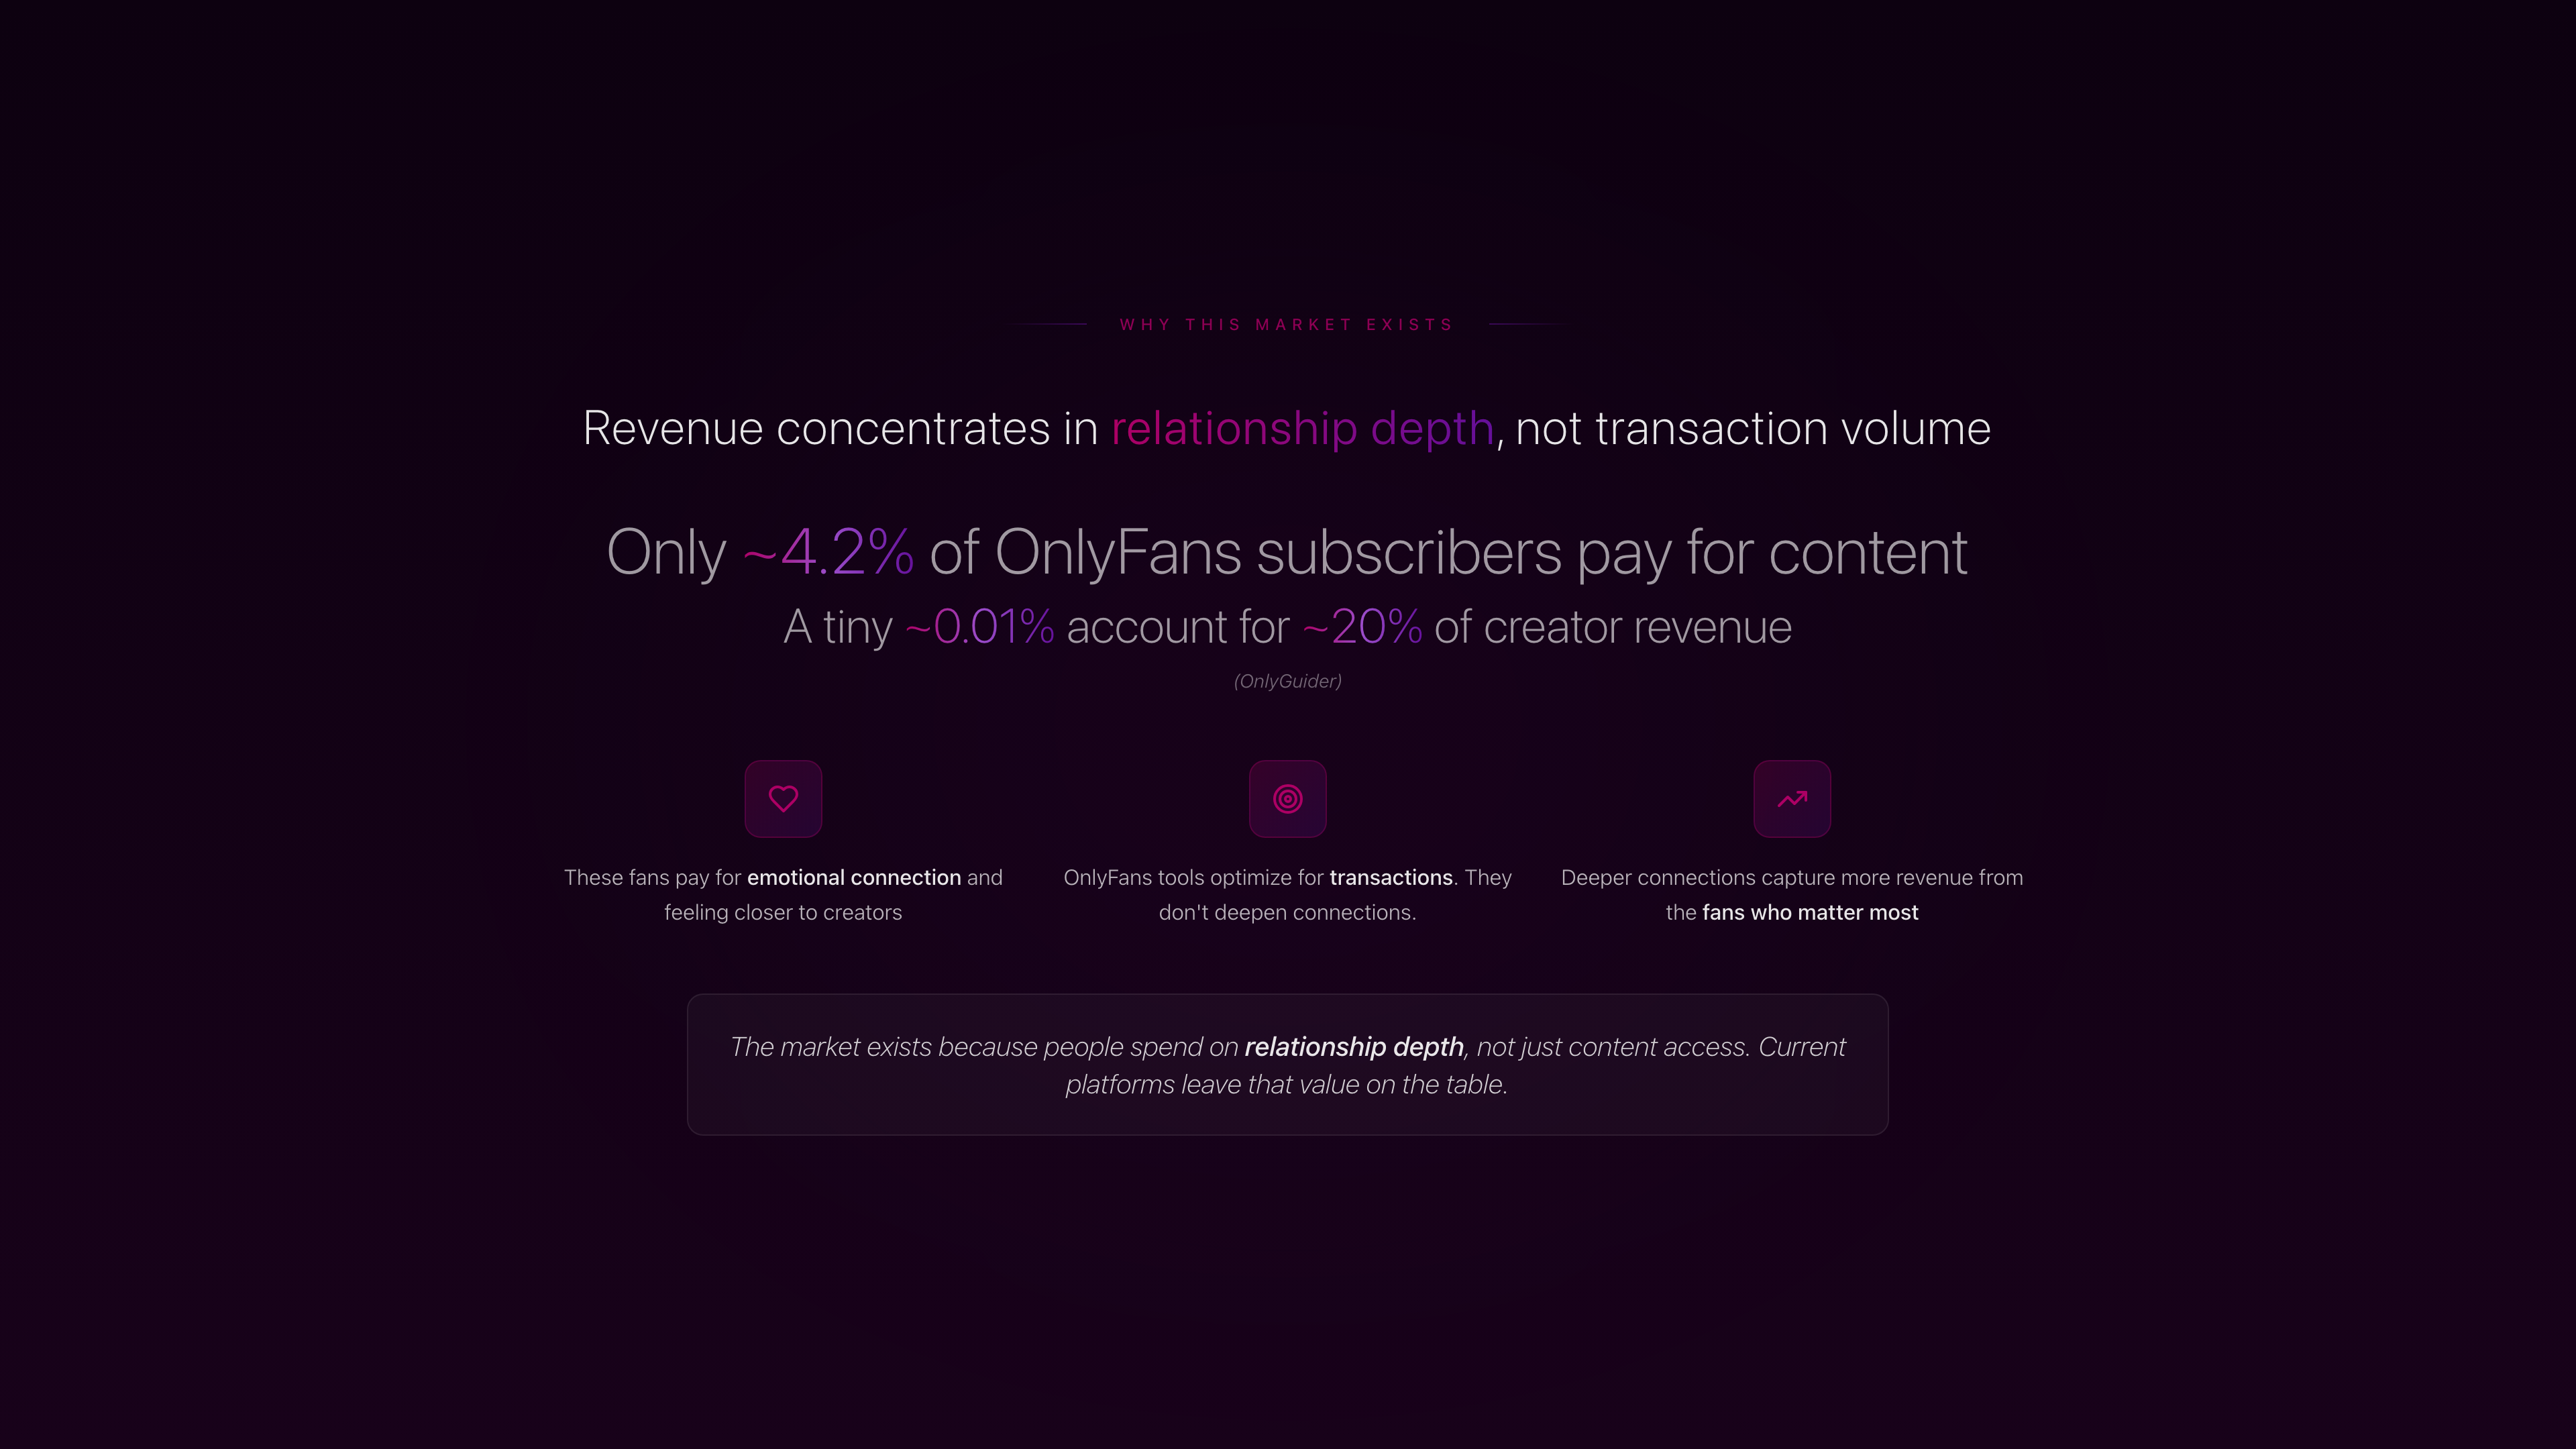 WHY THIS MARKET EXISTS
Revenue concentrates in relationship depth, not transaction volume
Only ~4.2% of OnlyFans subscribers pay for content
A tiny ~0.01% account for ~20% of creator revenue
(OnlyGuider)
These fans pay for emotional connection and
feeling closer to creators
OnlyFans tools optimize for transactions. They
don't deepen connections.
Deeper connections capture more revenue from
the fans who matter most
The market exists because people spend on relationship depth, not just content access. Current
platforms leave that value on the table.